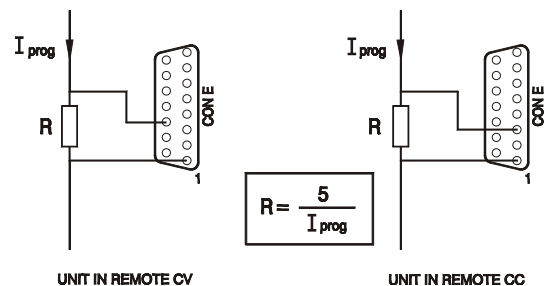 I prog
R
CON E
1
UNIT IN REMOTE CV
R = 5 / I prog
I prog
R
CON E
1
UNIT IN REMOTE CC